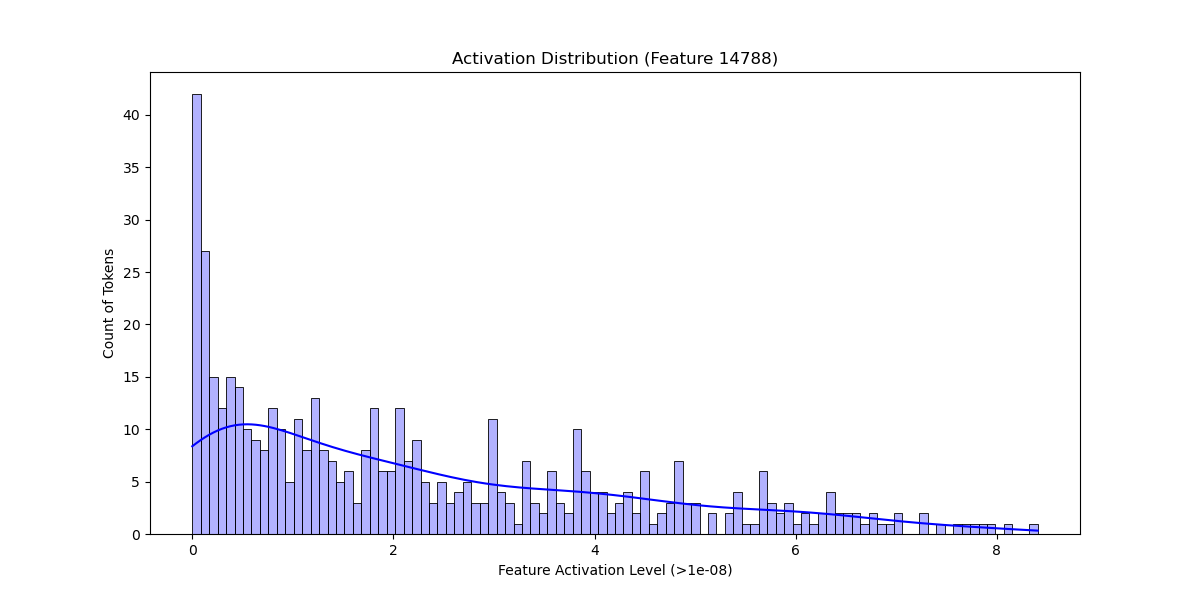 Activation Distribution (Feature 14788)
Count of Tokens
40
35
30
25
20
15
10
5
0
0 2 4 6 8
Feature Activation Level (>1e-08)